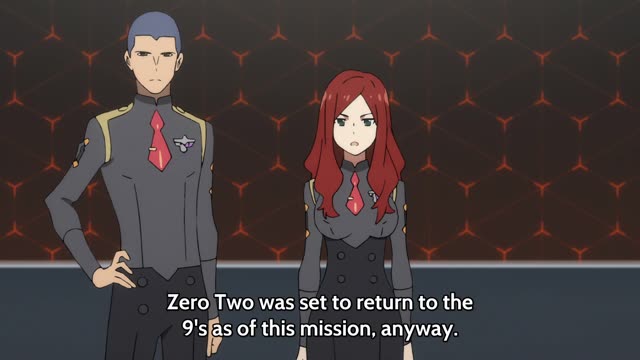 Zero Two was set to return to the
9's as of this mission, anyway.